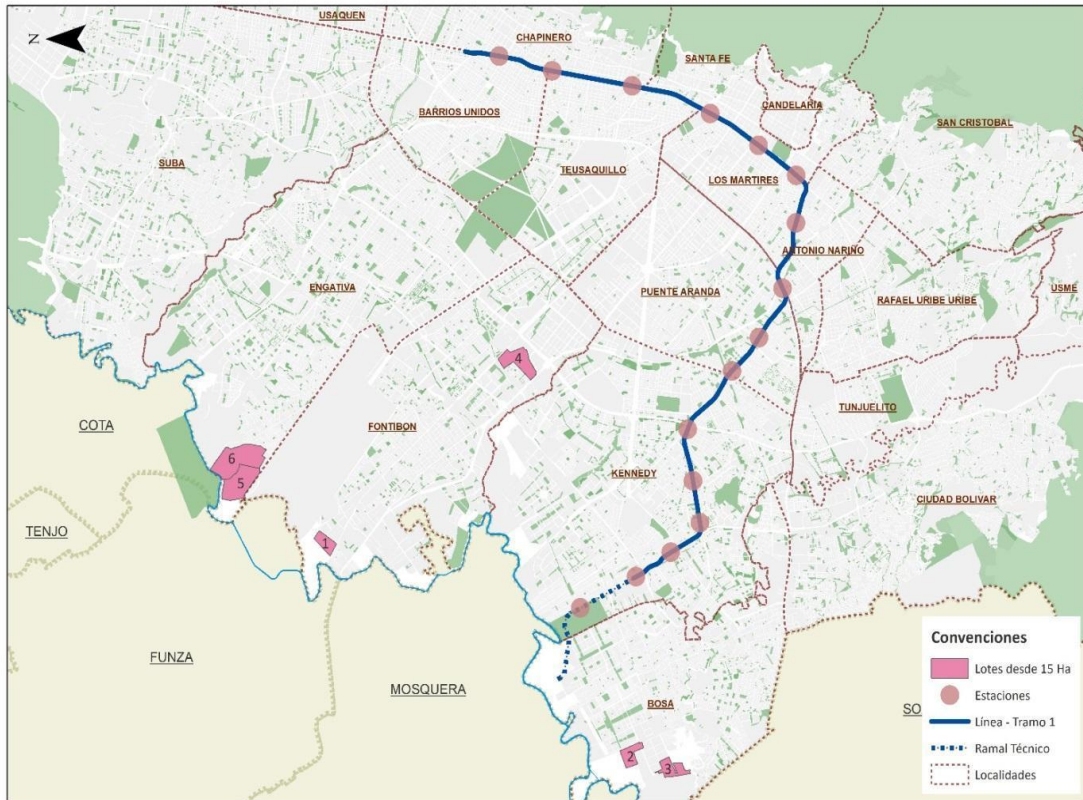 USAQUEN
N
CHAPINERO
SANTA FE
CANDELARIA
BARRIOS UNIDOS
SAN CRISTOBAL
SUBA
TEUSAQUILLO
LOS MARTIRES
ANTONIO NARIÑO
ENGATIVA
PUENTE ARANDA
RAFAEL URIBE URIBE
USME
4
TUNJUELITO
COTA
FONTIBON
6
KENNEDY
5
CIUDAD BOLIVAR
TENJO
1
FUNZA
MOSQUERA
BOSA
SO
2
3
Convenciones
Lotes desde 15 Ha
Estaciones
Línea - Tramo 1
Ramal Técnico
Localidades